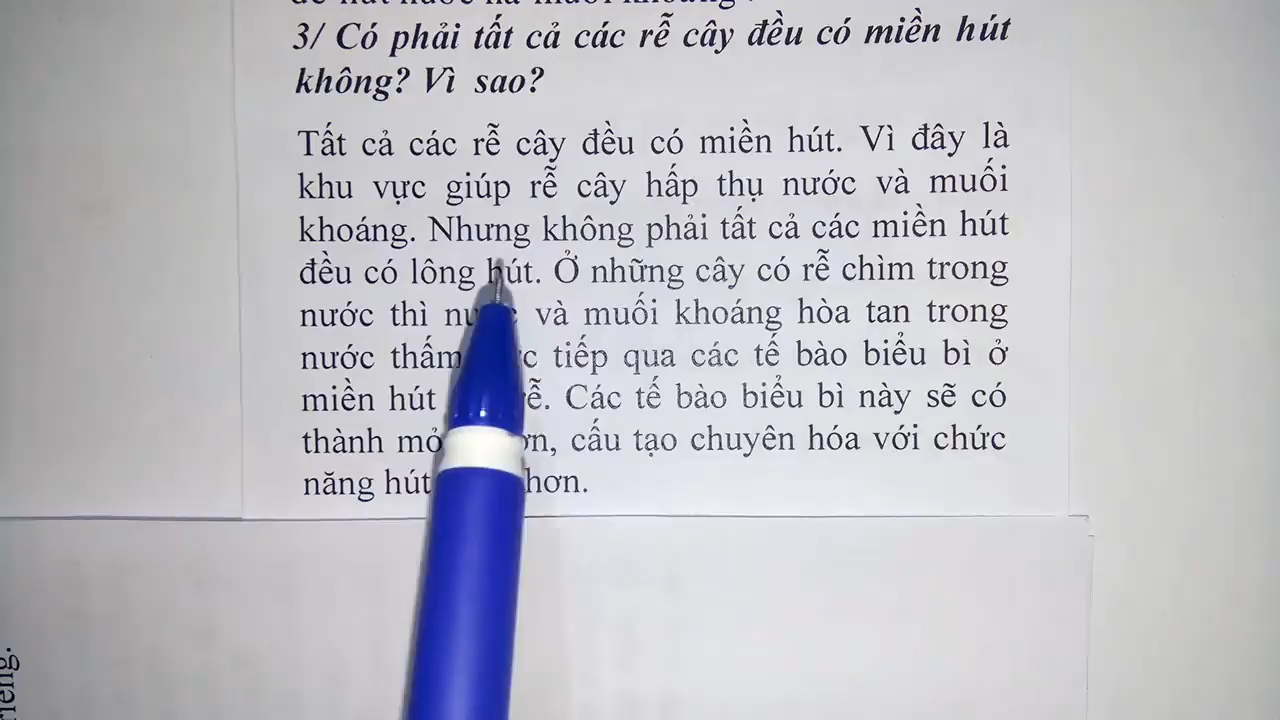 3/ Có phải tất cả các rễ cây đều có miền hút
không? Vì sao?
Tất cả các rễ cây đều có miền hút. Vì đây là
khu vực giúp rễ cây hấp thụ nước và muối
khoáng. Nhưng không phải tất cả các miền hút
đều có lông hút. Ở những cây có rễ chìm trong
nước thì nước và muối khoáng hòa tan trong
nước thấm tiếp qua các tế bào biểu bì ở
miền hút rễ. Các tế bào biểu bì này sẽ có
thành cấu tạo chuyên hóa với chức
năng hút hơn.